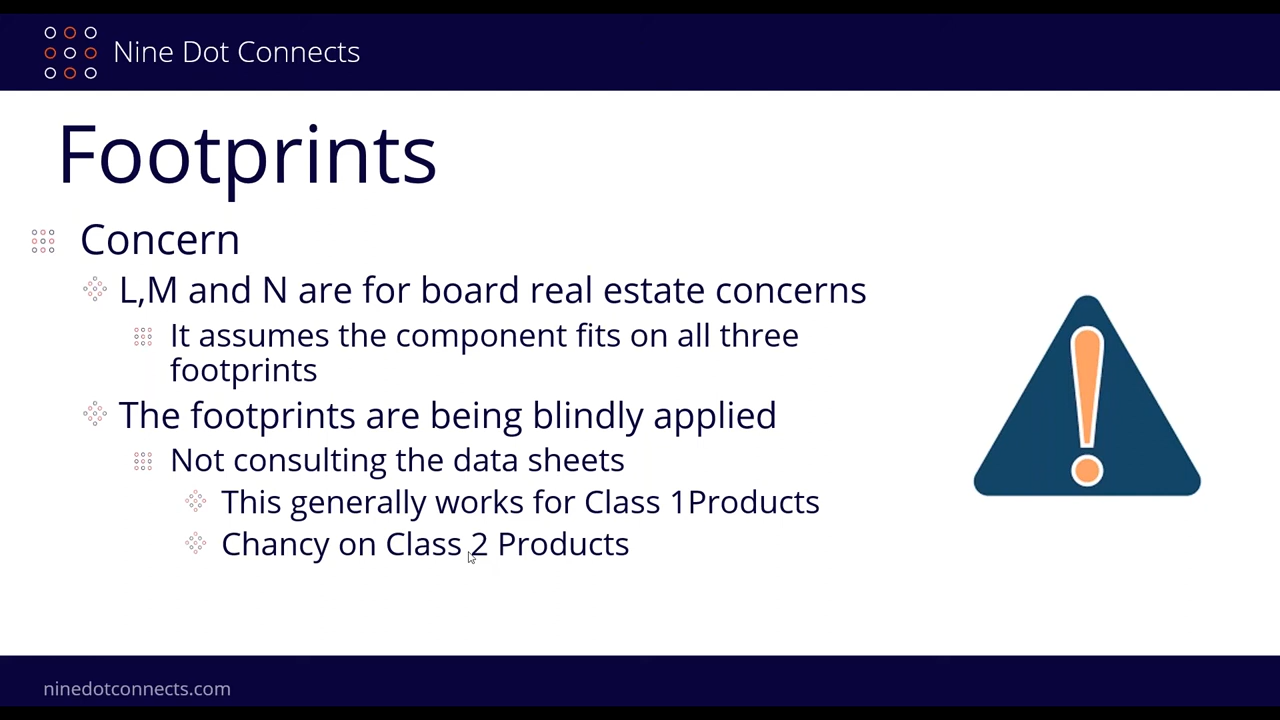 Nine Dot Connects
Footprints
Concern
L,M and N are for board real estate concerns
It assumes the component fits on all three
footprints
The footprints are being blindly applied
Not consulting the data sheets
This generally works for Class 1Products
Chancy on Class 2 Products
ninedotconnects.com